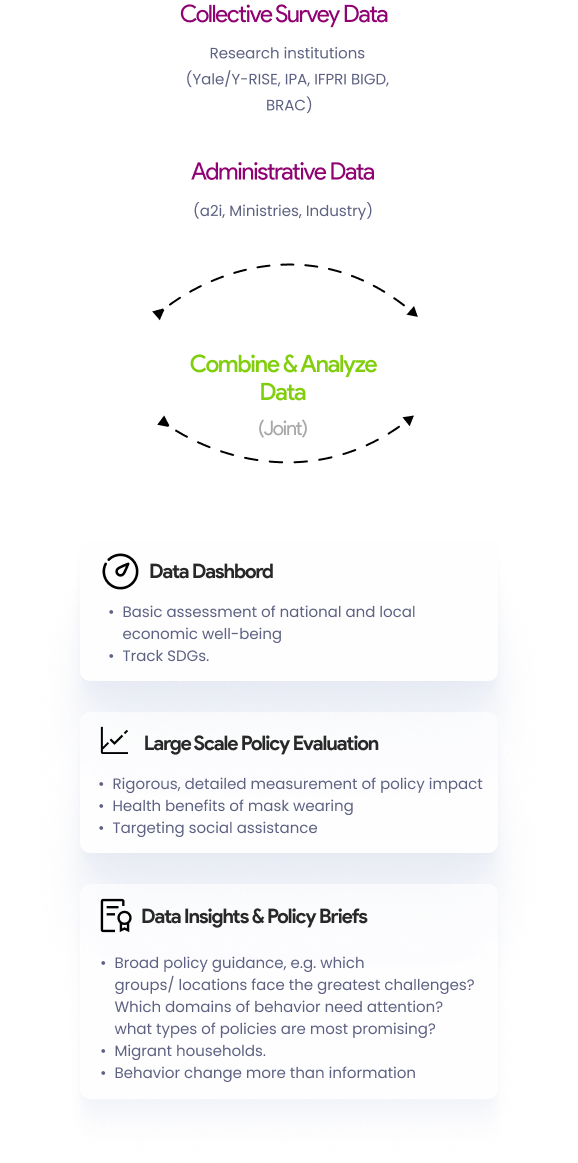 Collective Survey Data
Research institutions
(Yale/Y-RISE, IPA, IFPRI BIGD,
BRAC)
Administrative Data
(a2i, Ministries, Industry)
Combine & Analyze
Data
(Joint)
Data Dashbord
• Basic assessment of national and local
economic well-being
• Track SDGs.
Large Scale Policy Evaluation
• Rigorous, detailed measurement of policy impact
• Health benefits of mask wearing
• Targeting social assistance
Data Insights & Policy Briefs
• Broad policy guidance, e.g. which
groups/ locations face the greatest challenges?
Which domains of behavior need attention?
what types of policies are most promising?
• Migrant households.
• Behavior change more than information